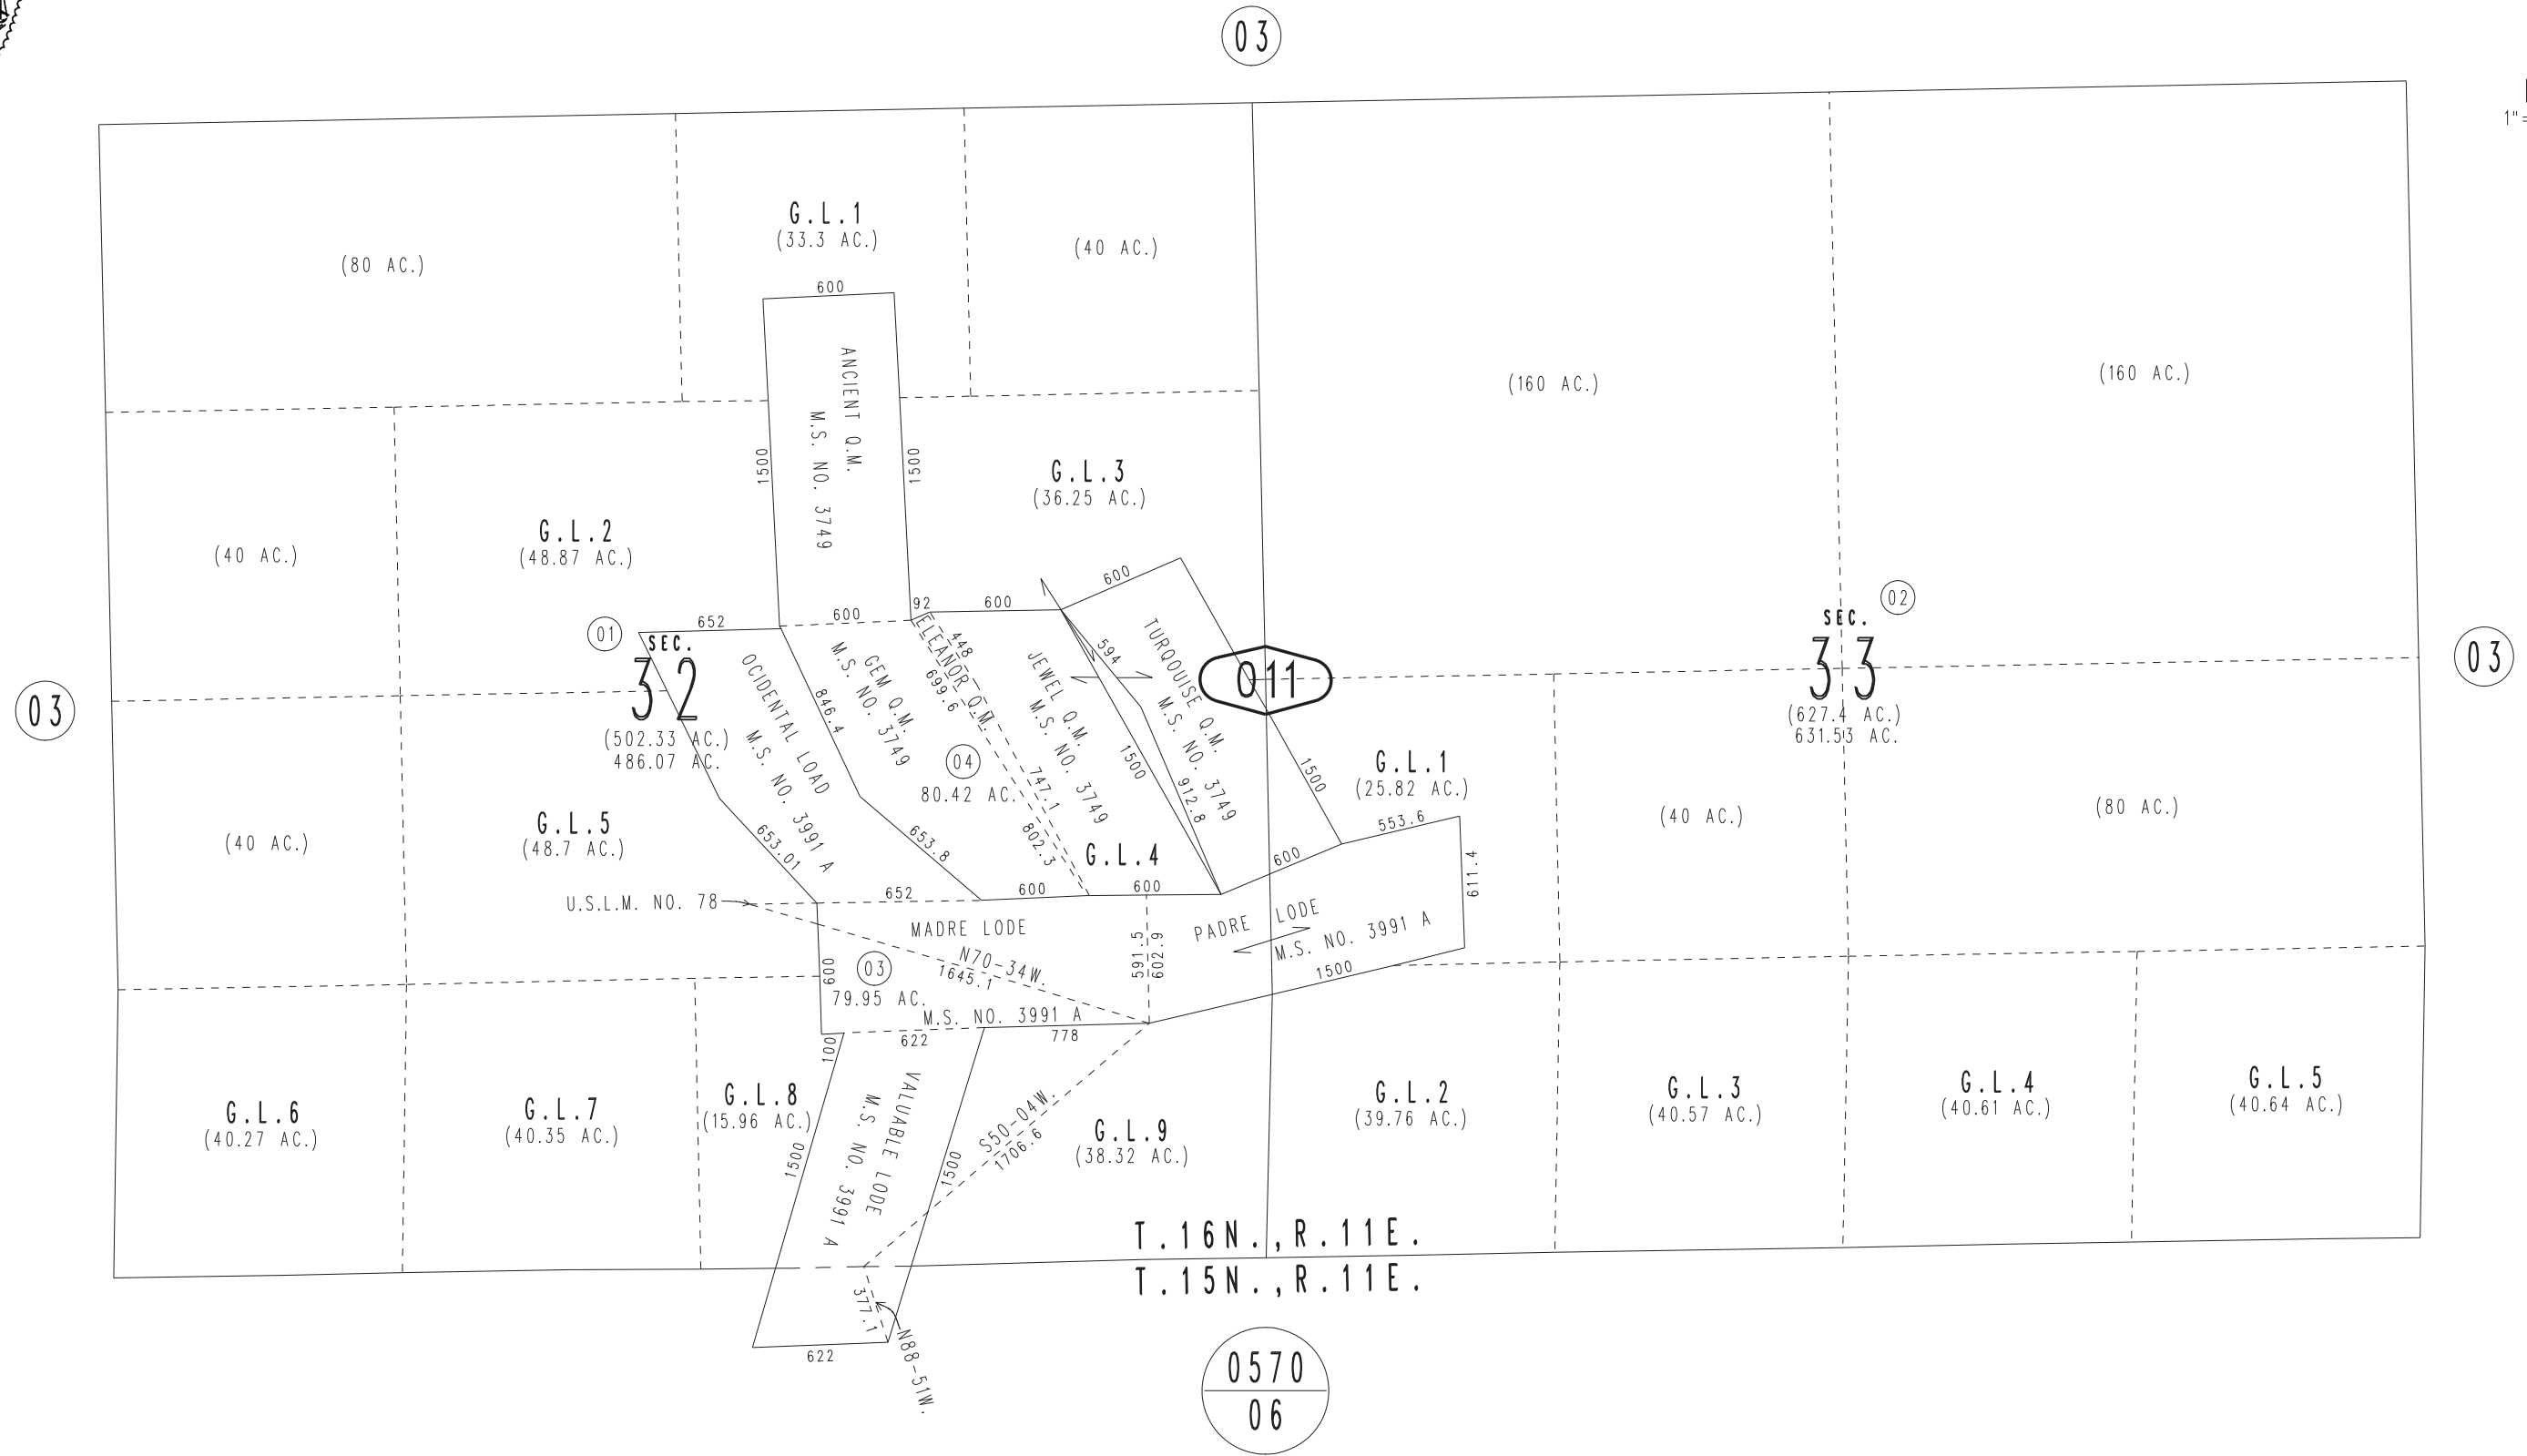 03
1"=
G.L.1
(33.3 AC.)
(80 AC.)
(40 AC.)
600
(160 AC.)
(160 AC.)
ANCIENT Q.M.
M.S. NO. 3749
1500
1500
G.L.3
(36.25 AC.)
G.L.2
(48.87 AC.)
(40 AC.)
600
92
600
600
652
01
SEC.
32
(502.33 AC.)
486.07 AC.
02
SEC.
33
(627.4 AC.)
631.53 AC.
03
03
011
OCIDENTAL LOAD
M.S. NO. 3991 A
846.4
GEM Q.M.
M.S. NO. 3749
ELEANOR Q.M.
448
699.6
JEWEL Q.M.
M.S. NO. 3749
594
TURQOUISE Q.M.
M.S. NO. 3749
1500
912.8
1500
04
80.42 AC.
747.1
802.3
G.L.1
(25.82 AC.)
(40 AC.)
(80 AC.)
G.L.5
(48.7 AC.)
(40 AC.)
653.01
653.8
G.L.4
553.6
600
611.4
U.S.L.M. NO. 78
652
600
600
MADRE LODE
PADRE LODE
M.S. NO. 3991 A
1500
591.5
602.9
N70-34W.
1645.1
600
03
79.95 AC.
M.S. NO. 3991 A
622
778
100
G.L.6
(40.27 AC.)
G.L.7
(40.35 AC.)
G.L.8
(15.96 AC.)
VALUABLE LODE
M.S. NO. 3991 A
1500
1500
S50-04W.
1706.6
G.L.9
(38.32 AC.)
G.L.2
(39.76 AC.)
G.L.3
(40.57 AC.)
G.L.4
(40.61 AC.)
G.L.5
(40.64 AC.)
T.16N.,R.11E.
T.15N.,R.11E.
377.1
N88-51W.
622
0570
06